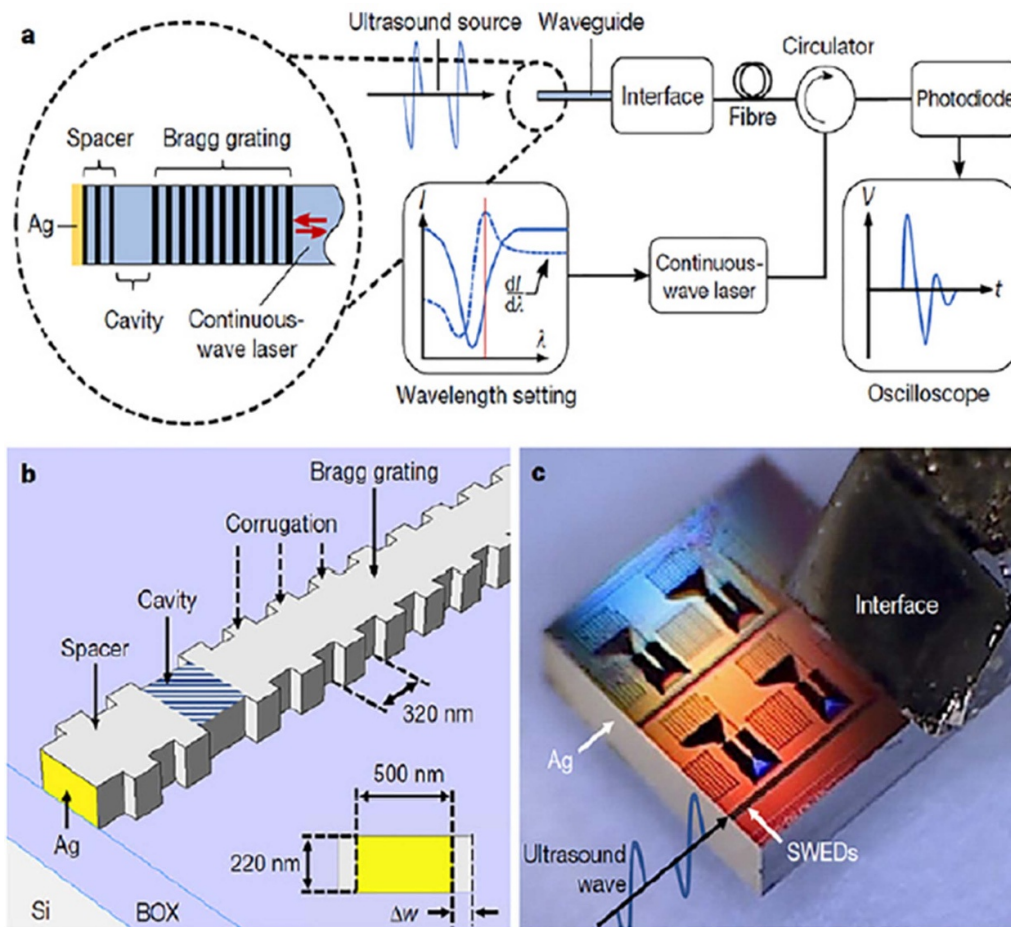 a
Ultrasound source
Waveguide
Circulator
Interface
Fibre
Photodiode
Spacer
Bragg grating
Ag
Cavity
Continuous-
wave laser
I
dI
dλ
λ
Wavelength setting
Continuous-
wave laser
V
t
Oscilloscope
b
Bragg grating
Corrugation
Cavity
Spacer
320 nm
500 nm
220 nm
Ag
Δw
Si
BOX
c
Interface
Ag
SWEDs
Ultrasound
wave